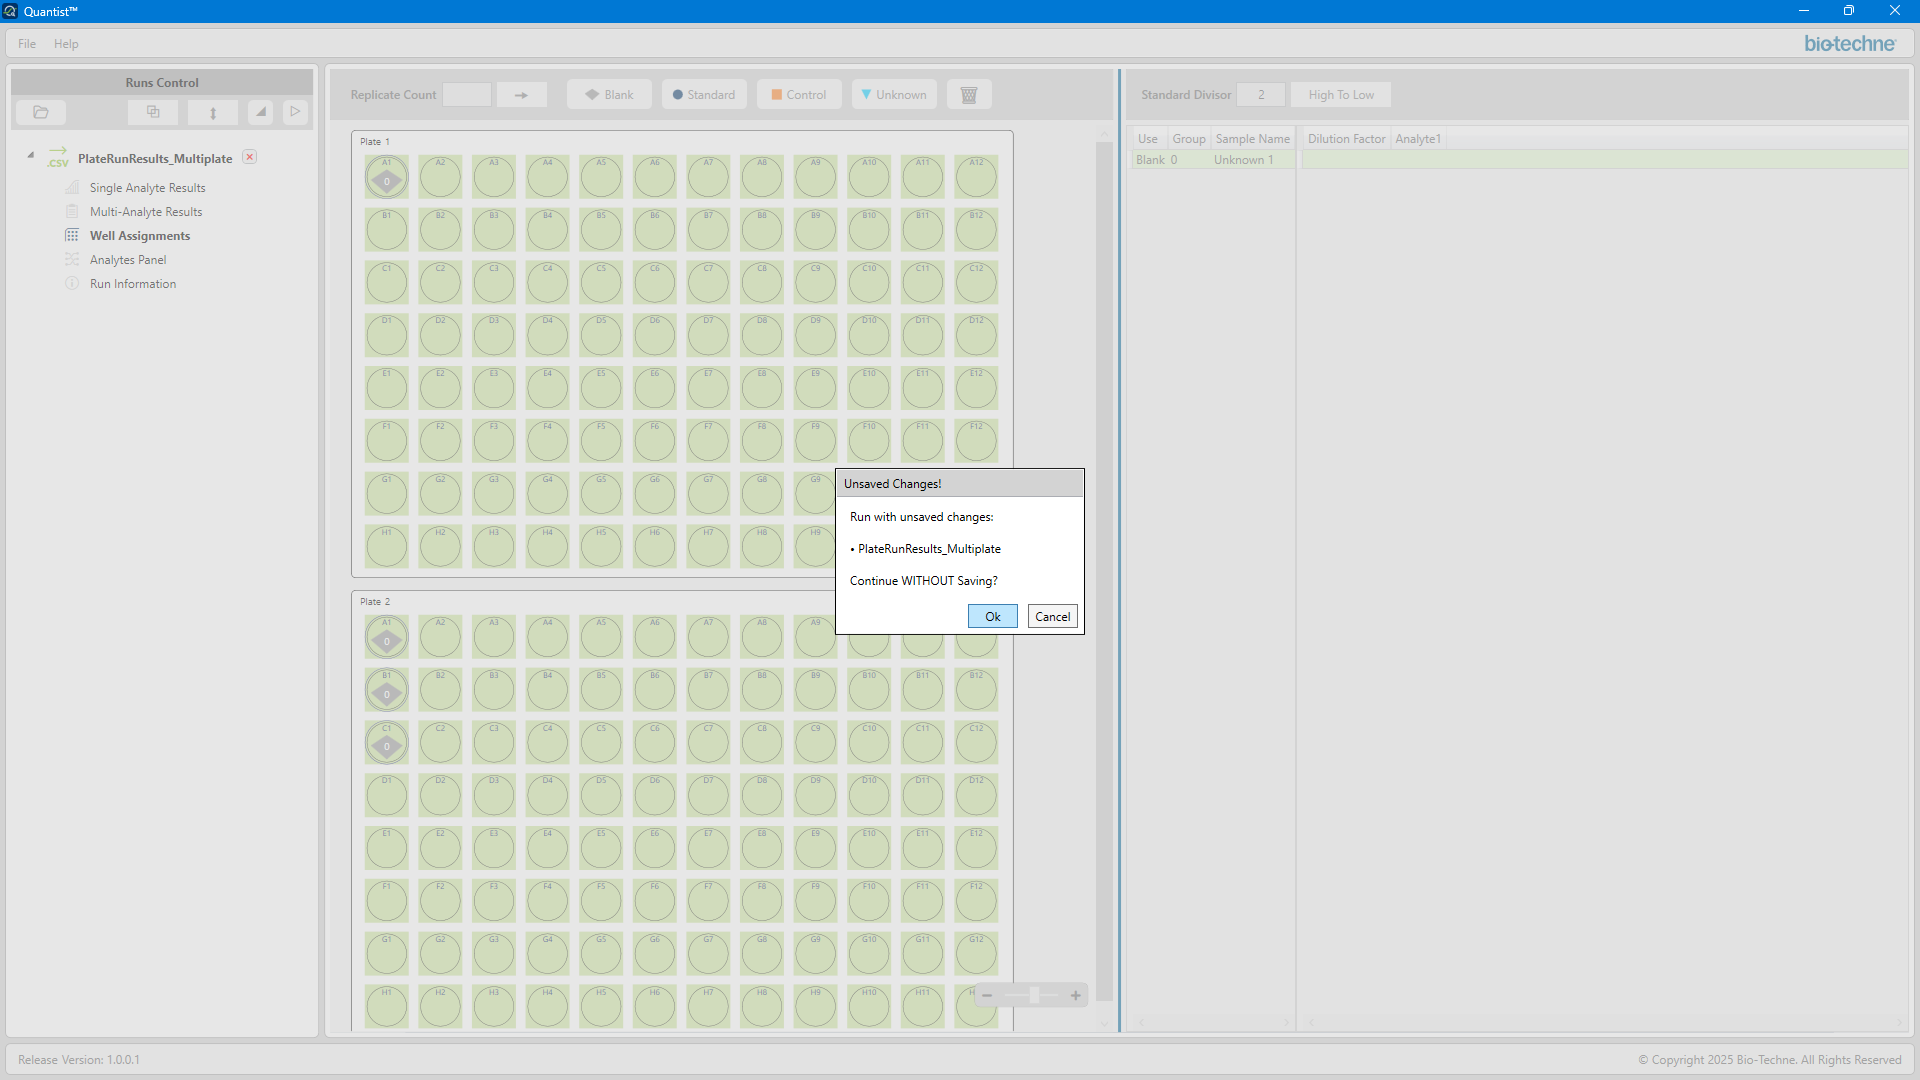 Quantist™
File Help
bio-techne
Runs Control
.CSV PlateRunResults_Multiplate
Single Analyte Results
Multi-Analyte Results
Well Assignments
Analytes Panel
Run Information
Replicate Count
Blank
Standard
Control
Unknown
Plate 1
A1 A2 A3 A4 A5 A6 A7 A8 A9 A10 A11 A12
0
B1 B2 B3 B4 B5 B6 B7 B8 B9 B10 B11 B12
C1 C2 C3 C4 C5 C6 C7 C8 C9 C10 C11 C12
D1 D2 D3 D4 D5 D6 D7 D8 D9 D10 D11 D12
E1 E2 E3 E4 E5 E6 E7 E8 E9 E10 E11 E12
F1 F2 F3 F4 F5 F6 F7 F8 F9 F10 F11 F12
G1 G2 G3 G4 G5 G6 G7 G8 G9
H1 H2 H3 H4 H5 H6 H7 H8 H9
Plate 2
A1 A2 A3 A4 A5 A6 A7 A8 A9
0
B1 B2 B3 B4 B5 B6 B7 B8 B9 B10 B11 B12
0
C1 C2 C3 C4 C5 C6 C7 C8 C9 C10 C11 C12
0
D1 D2 D3 D4 D5 D6 D7 D8 D9 D10 D11 D12
E1 E2 E3 E4 E5 E6 E7 E8 E9 E10 E11 E12
F1 F2 F3 F4 F5 F6 F7 F8 F9 F10 F11 F12
G1 G2 G3 G4 G5 G6 G7 G8 G9 G10 G11 G12
H1 H2 H3 H4 H5 H6 H7 H8 H9 H10 H11 H
Unsaved Changes!
Run with unsaved changes:
• PlateRunResults_Multiplate
Continue WITHOUT Saving?
Ok Cancel
Standard Divisor 2 High To Low
Use Group Sample Name Dilution Factor Analyte1
Blank 0 Unknown 1
Release Version: 1.0.0.1
© Copyright 2025 Bio-Techne. All Rights Reserved